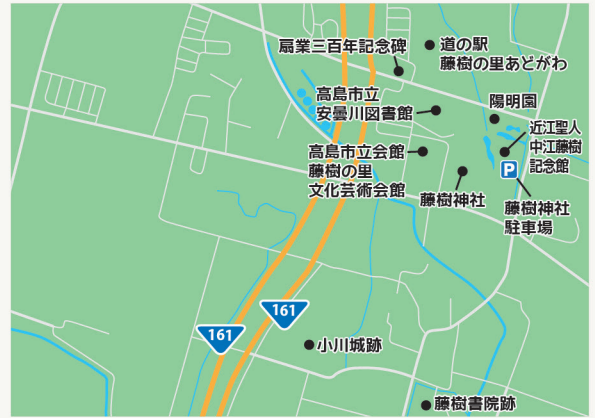 扇業三百年記念碑
道の駅
藤樹の里あどがわ
高島市立
安曇川図書館
陽明園
近江聖人
中江藤樹
記念館
高島市立会館
藤樹の里
文化芸術会館
P
藤樹神社
藤樹神社
駐車場
161
161
小川城跡
藤樹書院跡